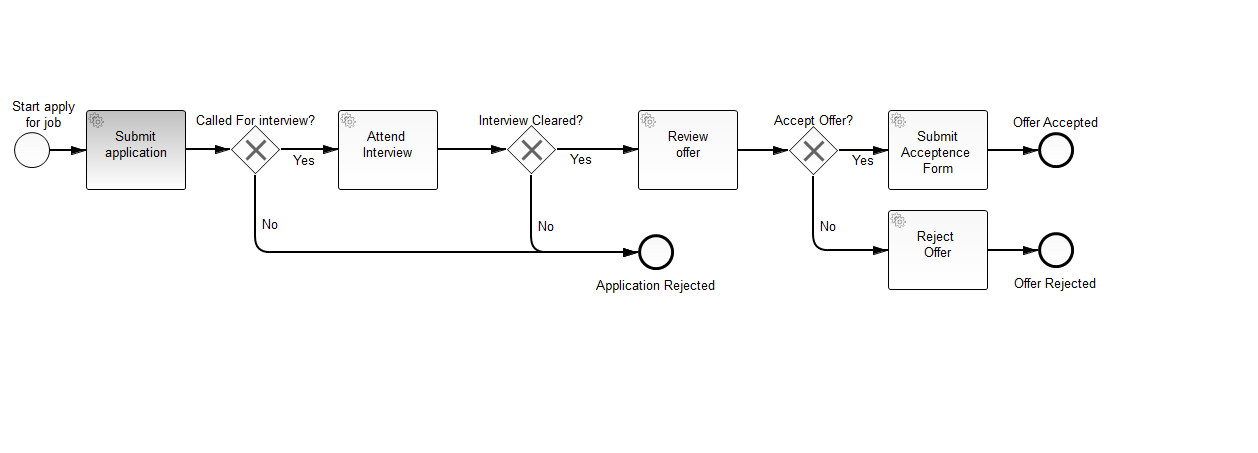 Start apply
for job
Submit
application
Called For interview?
Yes
No
Attend
Interview
Interview Cleared?
Yes
No
Application Rejected
Review
offer
Accept Offer?
Yes
No
Submit
Acceptence
Form
Offer Accepted
Reject
Offer
Offer Rejected